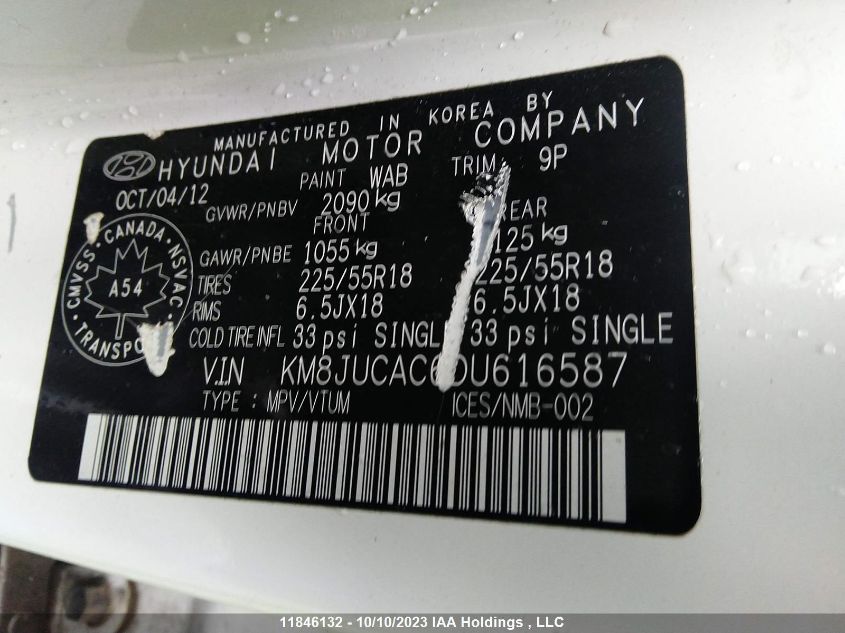 MANUFACTURED IN KOREA BY
HYUNDAI MOTOR COMPANY
OCT/04/12 PAINT WAB TRIM 9P
GVWR/PNBV 2090 kg
FRONT REAR
GAWR/PNBE 1055 kg 125 kg
TIRES 225/55R18 225/55R18
RIMS 6.5JX18 6.5JX18
COLD TIRE INFL 33 psi SINGL 33 psi SINGLE
VIN KM8JUCAC6DU616587
TYPE : MPV/VTUM ICES/NMB-002
CMVSS · CANADA · NSVAC
A54
TRANSPO
11846132 - 10/10/2023 IAA Holdings , LLC